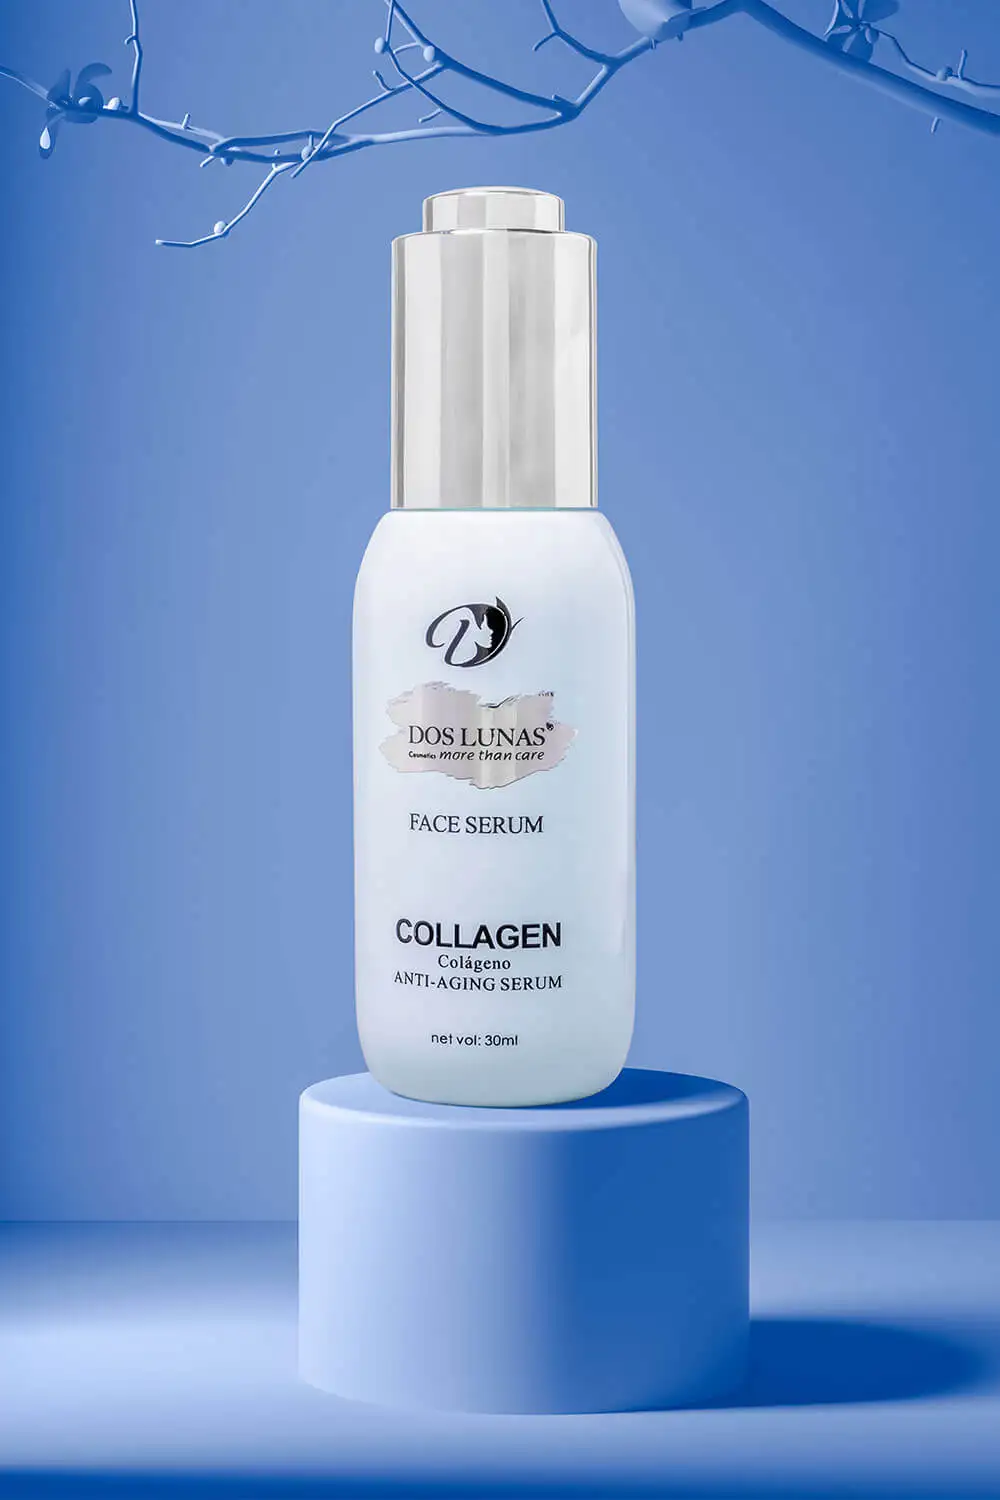 DOS LUNAS
Cosmetics more than care
FACE SERUM
COLLAGEN
Colágeno
ANTI-AGING SERUM
net vol: 30ml